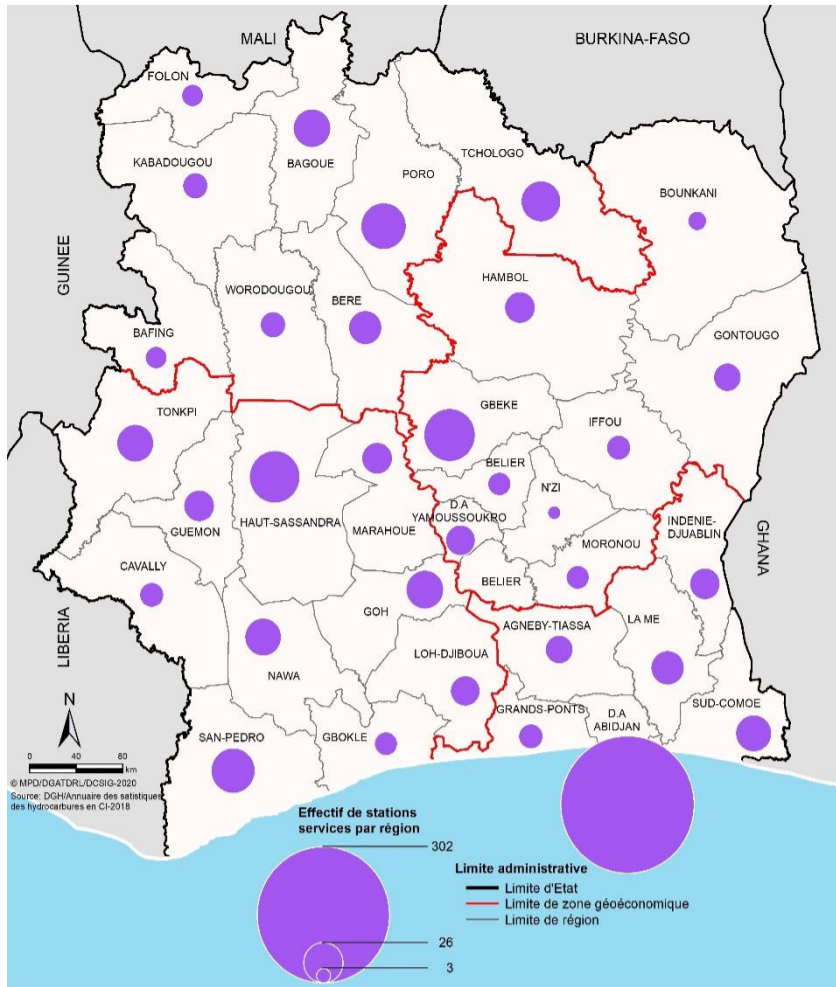 MALI
BURKINA-FASO
FOLON
TCHOLOGO
KABADOUGOU
BAGOUE
PORO
BOUNKANI
GUINEE
HAMBOL
WORODOUGOU
BERE
BAFING
GONTOUGO
TONKPI
GBEKE
IFFOU
BELIER
N'ZI
D.A
YAMOUSSOUKRO
GUEMON
HAUT-SASSANDRA
MARAHOUE
INDENIE-
DJUABLIN
GHANA
MORONOU
CAVALLY
BELIER
LIBERIA
GOH
AGNEBY-TIASSA
LA ME
NAWA
LOH-DJIBOUA
N
GRANDS-PONTS
D.A
ABIDJAN
SUD-COMOE
SAN-PEDRO
GBOKLE
0 40 80
km
© MPD/DGATDRL/DCSIG-2020
Source: DGH/Annuaire des satistiques
des hydrocarbures en CI-2018
Effectif de stations
services par région
302
26
3
Limite administrative
Limite d'Etat
Limite de zone géoéconomique
Limite de région